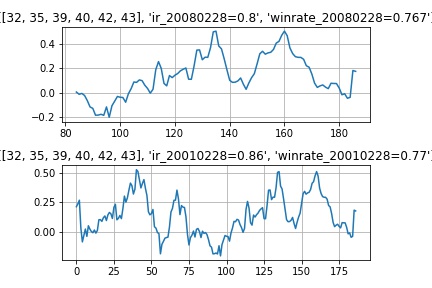 [[32, 35, 39, 40, 42, 43], 'ir_20080228=0.8', 'winrate_20080228=0.767']
0.4
0.2
0.0
−0.2
80 100 120 140 160 180
[[32, 35, 39, 40, 42, 43], 'ir_20010228=0.86', 'winrate_20010228=0.77']
0.50
0.25
0.00
0 25 50 75 100 125 150 175